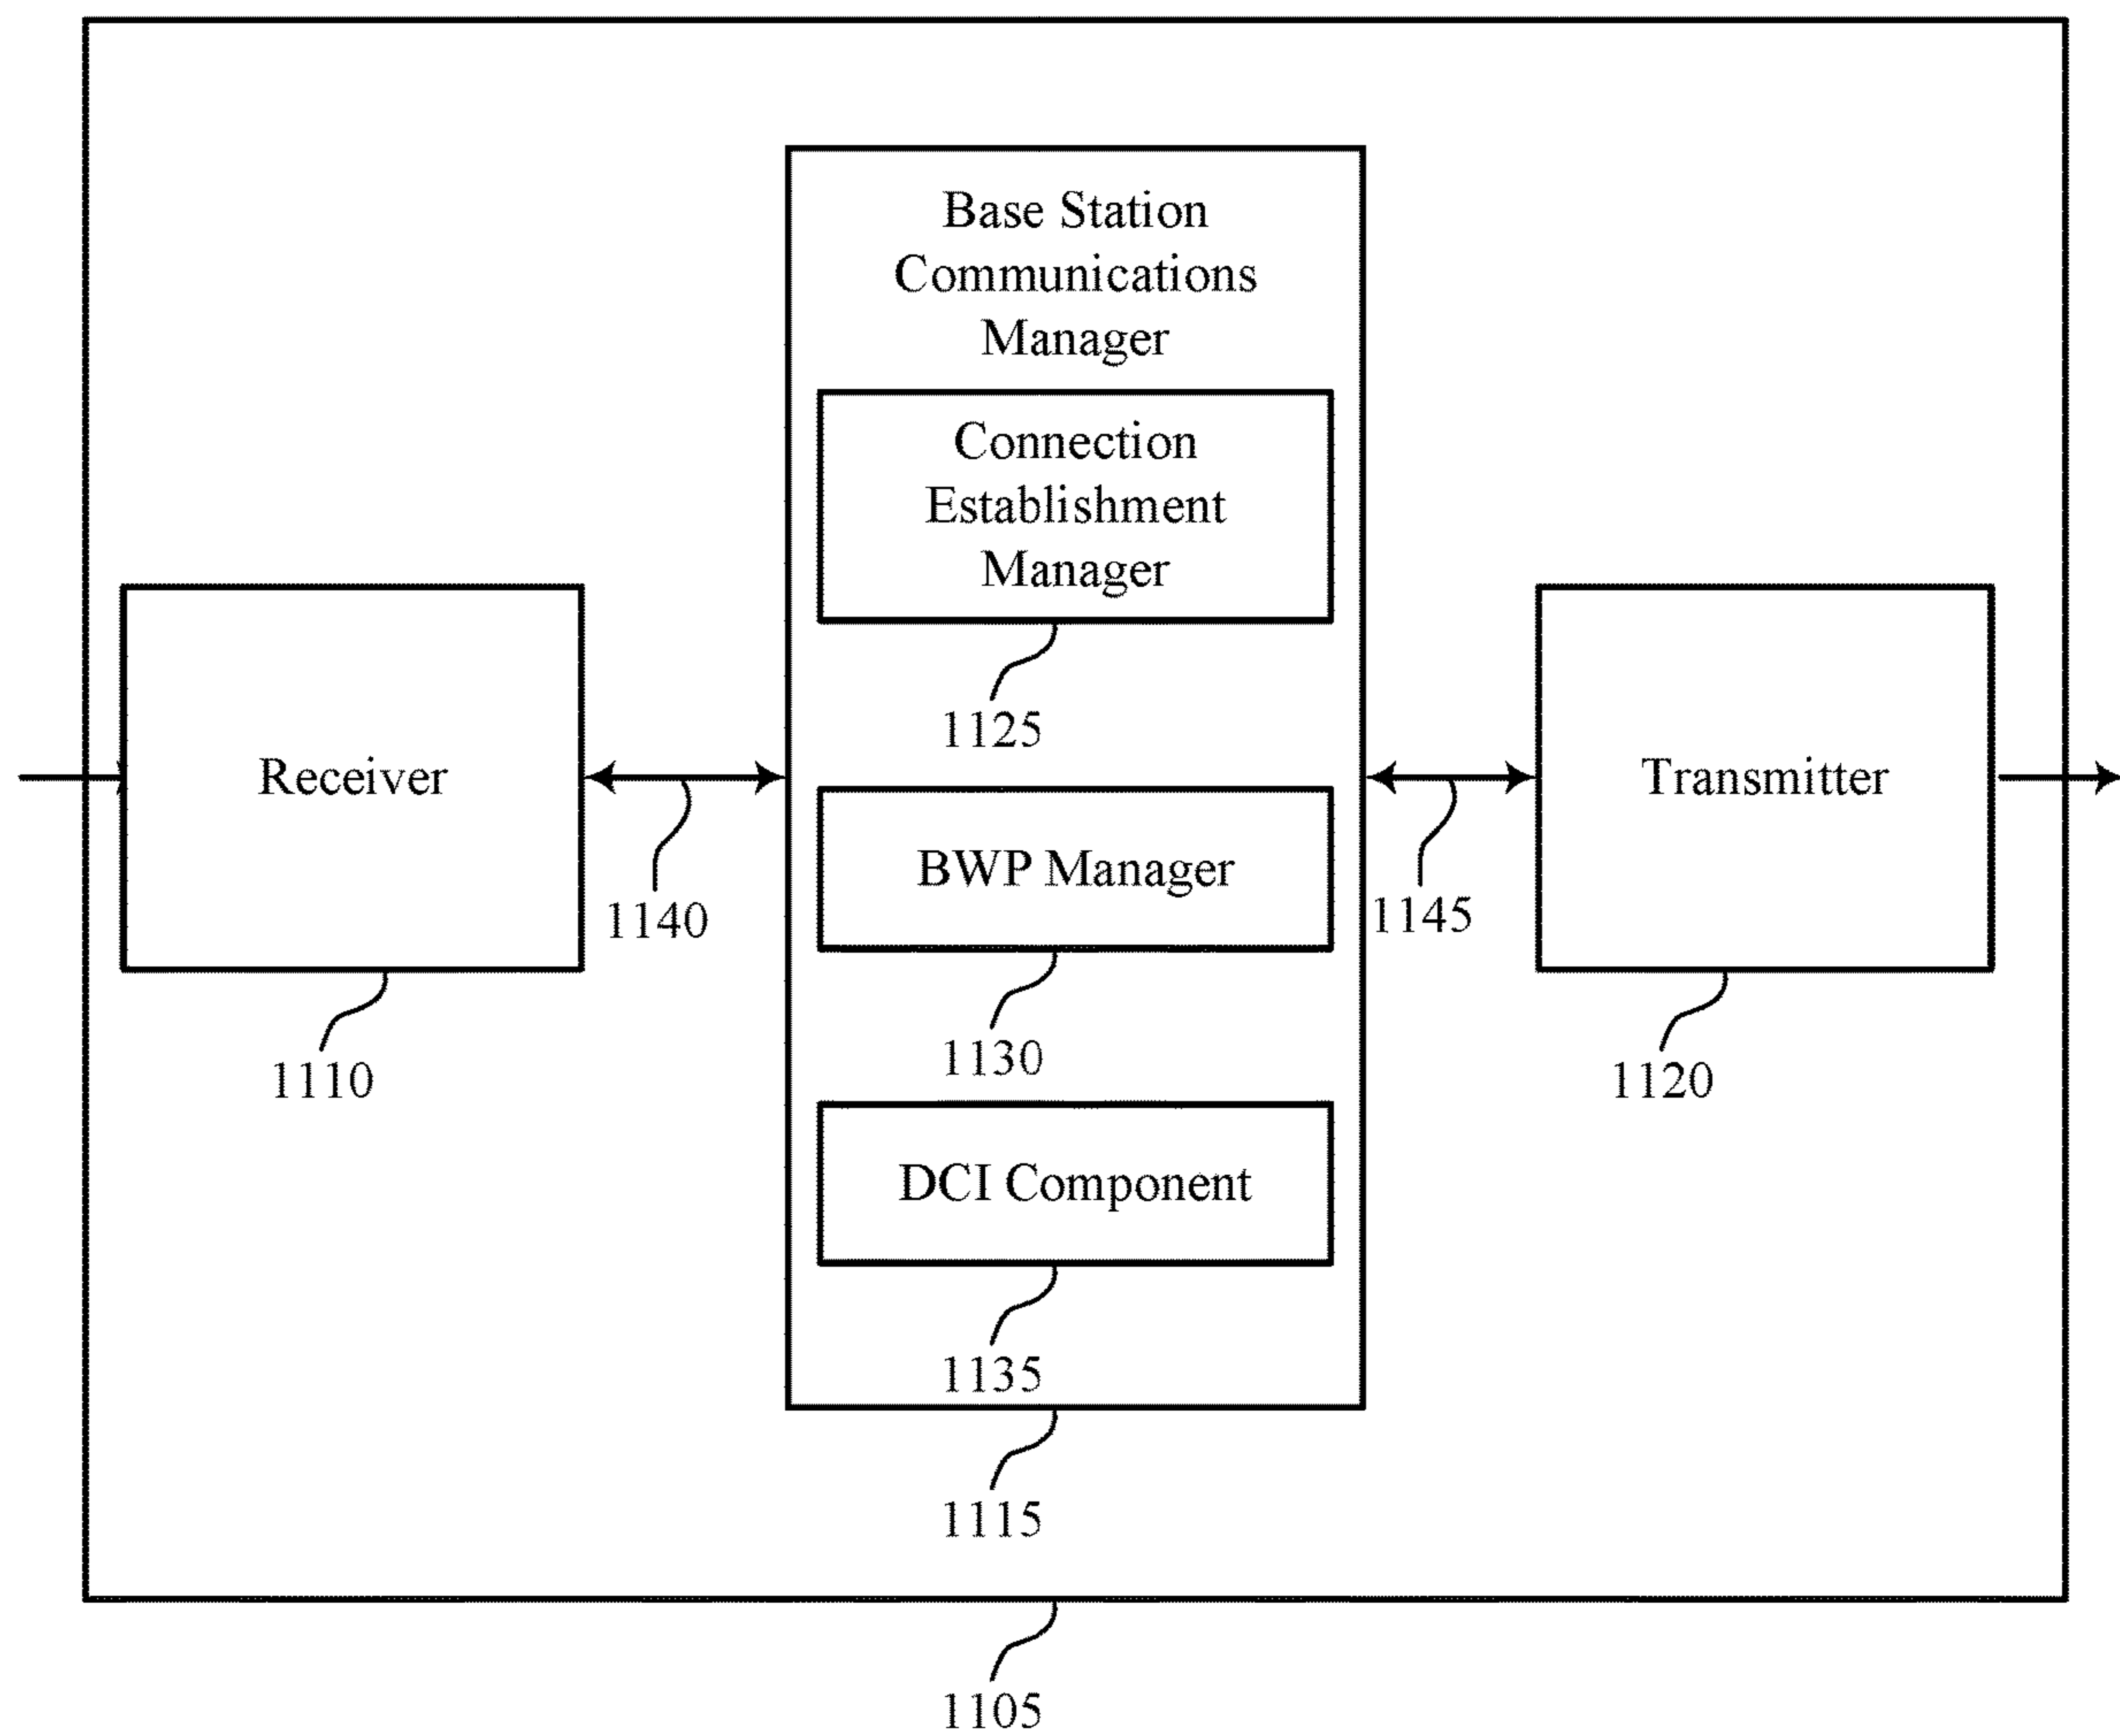 Base Station
Communications
Manager
Connection
Establishment
Manager
1125
Receiver
Transmitter
1140
BWP Manager
1145
1130
1110
1120
DCI Component
1135
1115
1105